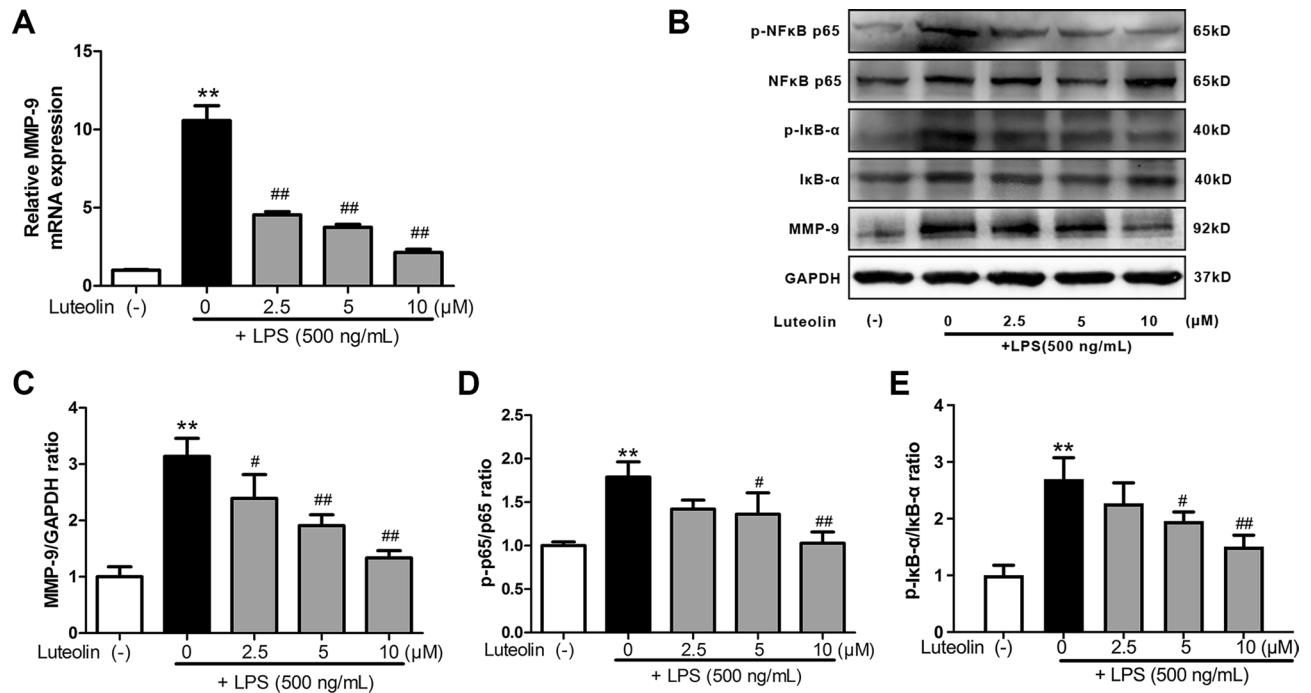 A
15
10
5
0
Relative MMP-9
mRNA expression
**
##
##
##
Luteolin (-) 0 2.5 5 10 (μM)
+ LPS (500 ng/mL)
B
p-NFκB p65 65kD
NFκB p65 65kD
p-IκB-α 40kD
IκB-α 40kD
MMP-9 92kD
GAPDH 37kD
Luteolin (-) 0 2.5 5 10 (μM)
+LPS(500 ng/mL)
C
4
3
2
1
0
MMP-9/GAPDH ratio
**
#
##
##
Luteolin (-) 0 2.5 5 10 (μM)
+ LPS (500 ng/mL)
D
2.5
2.0
1.5
1.0
0.5
0.0
p-p65/p65 ratio
**
#
##
Luteolin (-) 0 2.5 5 10 (μM)
+ LPS (500 ng/mL)
E
4
3
2
1
0
p-IκB-α/IκB-α ratio
**
#
##
Luteolin (-) 0 2.5 5 10 (μM)
+ LPS (500 ng/mL)